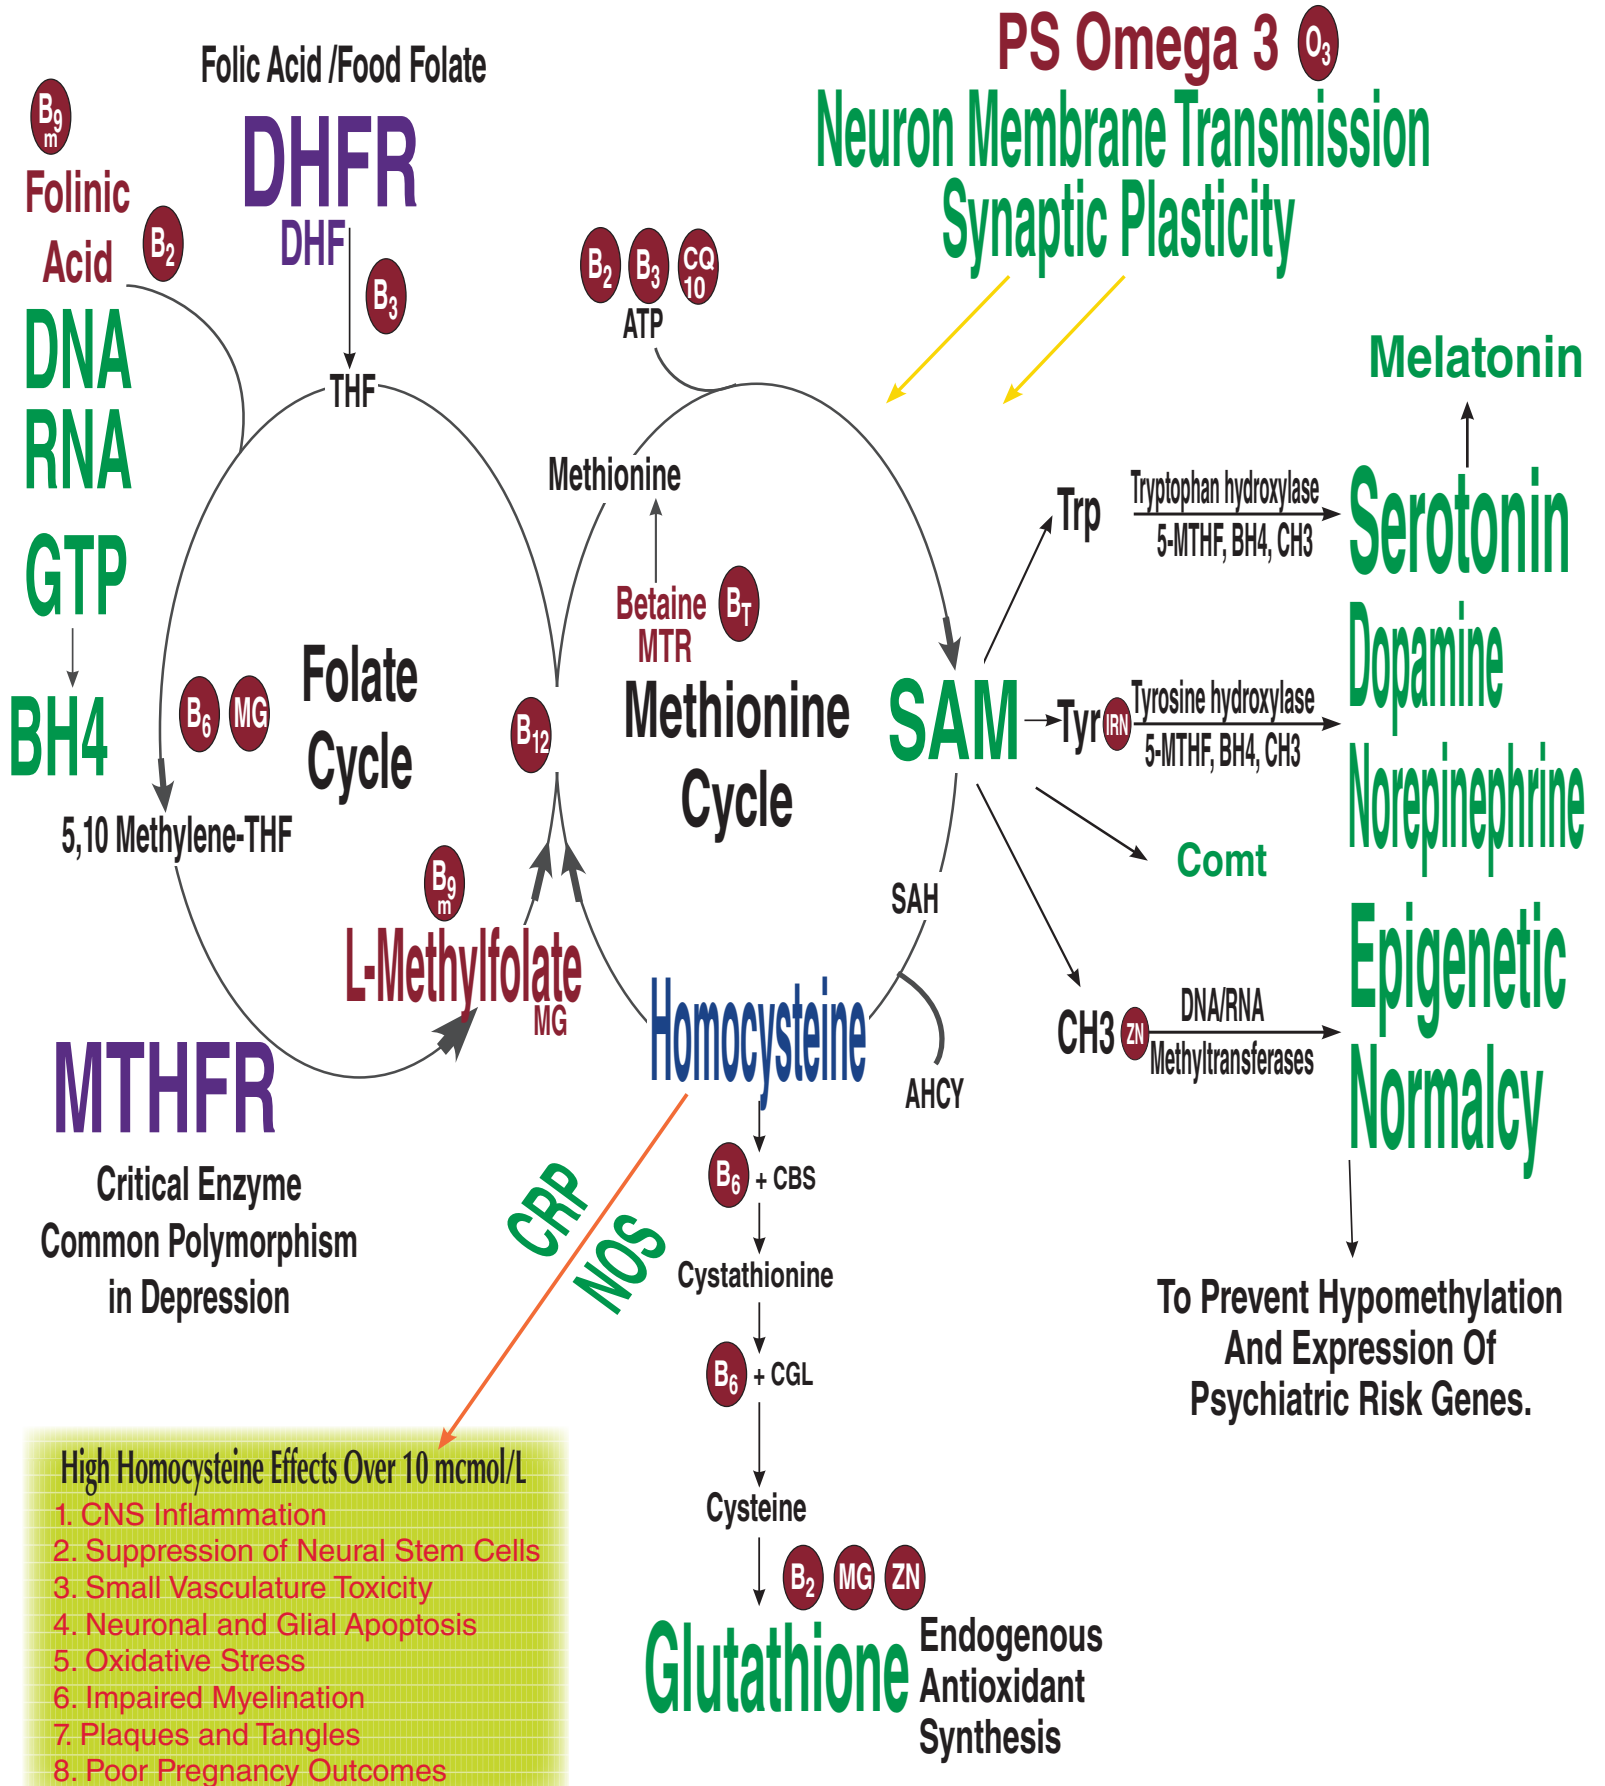 PS Omega 3
O3
Neuron Membrane Transmission
Synaptic Plasticity
Folic Acid /Food Folate
DHFR
DHF
B3
THF
B9
m
Folinic
Acid
B2
DNA
RNA
GTP
BH4
B2 B3 CQ
10
ATP
Methionine
Betaine BT
MTR
Methionine
Cycle
Folate
Cycle
B6 MG
B12
5,10 Methylene-THF
B9
m
L-Methylfolate
MG
MTHFR
Critical Enzyme
Common Polymorphism
in Depression
SAM
SAH
AHCY
Homocysteine
Melatonin
Trp
Tryptophan hydroxylase
5-MTHF, BH4, CH3
Serotonin
Tyr IRN
Tyrosine hydroxylase
5-MTHF, BH4, CH3
Dopamine
Norepinephrine
Comt
CH3 ZN
DNA/RNA
Methyltransferases
Epigenetic
Normalcy
To Prevent Hypomethylation
And Expression Of
Psychiatric Risk Genes.
CRP
NOS
B6 + CBS
Cystathionine
B6 + CGL
Cysteine
B2 MG ZN
Glutathione
Endogenous
Antioxidant
Synthesis
High Homocysteine Effects Over 10 mcmol/L
1. CNS Inflammation
2. Suppression of Neural Stem Cells
3. Small Vasculature Toxicity
4. Neuronal and Glial Apoptosis
5. Oxidative Stress
6. Impaired Myelination
7. Plaques and Tangles
8. Poor Pregnancy Outcomes